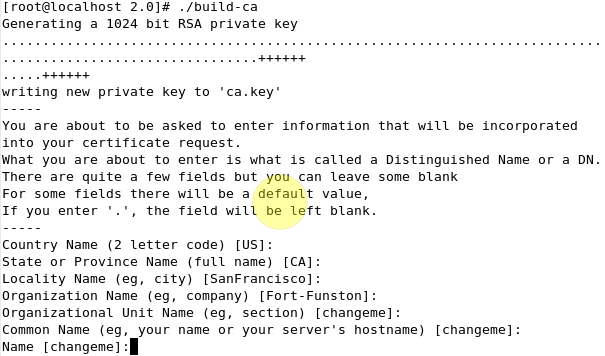 [root@localhost 2.0]# ./build-ca
Generating a 1024 bit RSA private key
...........................................................................
................................++++++
.....++++++
writing new private key to 'ca.key'
-----
You are about to be asked to enter information that will be incorporated
into your certificate request.
What you are about to enter is what is called a Distinguished Name or a DN.
There are quite a few fields but you can leave some blank
For some fields there will be a default value,
If you enter '.', the field will be left blank.
-----
Country Name (2 letter code) [US]:
State or Province Name (full name) [CA]:
Locality Name (eg, city) [SanFrancisco]:
Organization Name (eg, company) [Fort-Funston]:
Organizational Unit Name (eg, section) [changeme]:
Common Name (eg, your name or your server's hostname) [changeme]:
Name [changeme]: